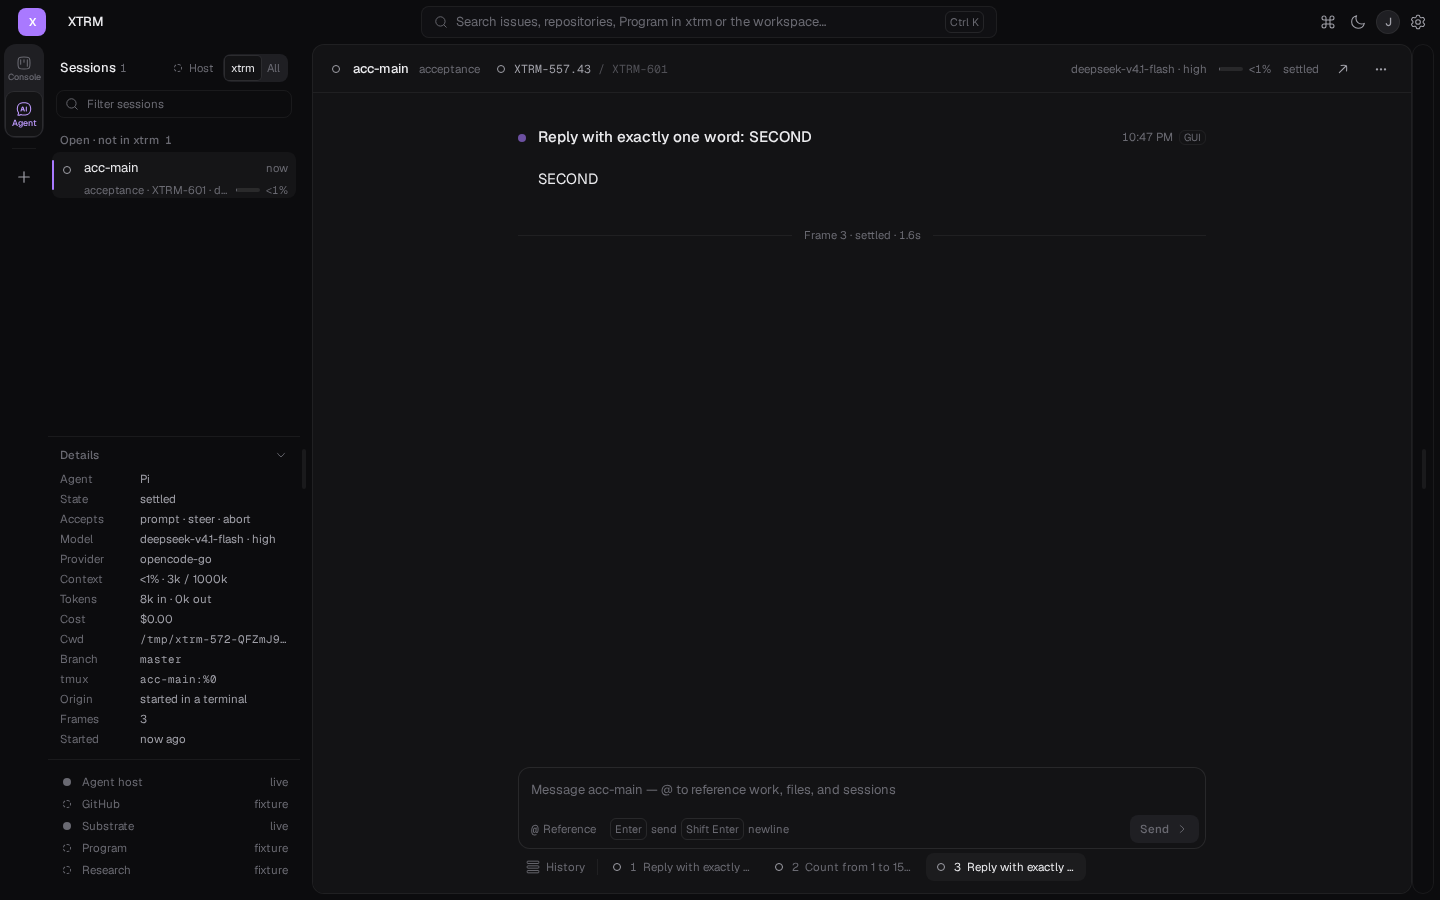 X XTRM
Search issues, repositories, Program in xtrm or the workspace... Ctrl K
J
Console
AI
Agent
Sessions 1 Host xtrm All
Filter sessions
Open · not in xtrm 1
acc-main now
acceptance · XTRM-601 · d... <1%
Details
Agent Pi
State settled
Accepts prompt · steer · abort
Model deepseek-v4.1-flash · high
Provider opencode-go
Context <1% · 3k / 1000k
Tokens 8k in · 0k out
Cost $0.00
Cwd /tmp/xtrm-572-QFZmJ9...
Branch master
tmux acc-main:%0
Origin started in a terminal
Frames 3
Started now ago
Agent host live
GitHub fixture
Substrate live
Program fixture
Research fixture
acc-main acceptance XTRM-557.43 / XTRM-601 deepseek-v4.1-flash · high <1% settled
Reply with exactly one word: SECOND 10:47 PM GUI
SECOND
Frame 3 · settled · 1.6s
Message acc-main — @ to reference work, files, and sessions
@ Reference Enter send Shift Enter newline Send
History 1 Reply with exactly ... 2 Count from 1 to 15... 3 Reply with exactly ...